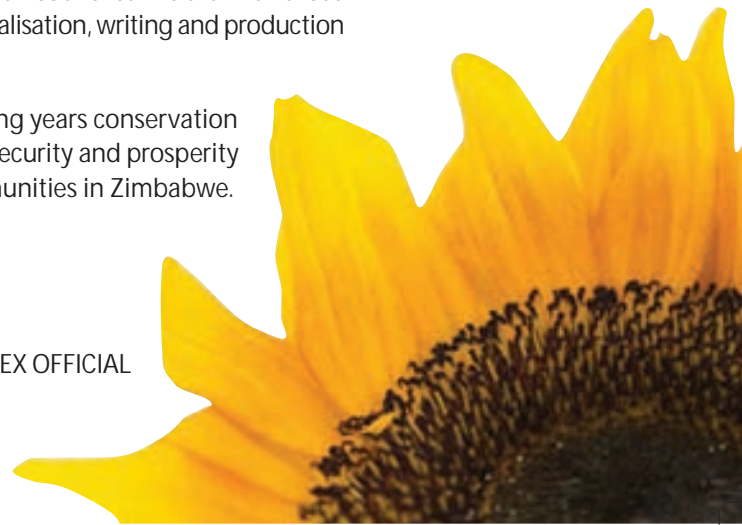 alisation, writing and production
ng years conservation
ecurity and prosperity
unities in Zimbabwe.
EX OFFICIAL